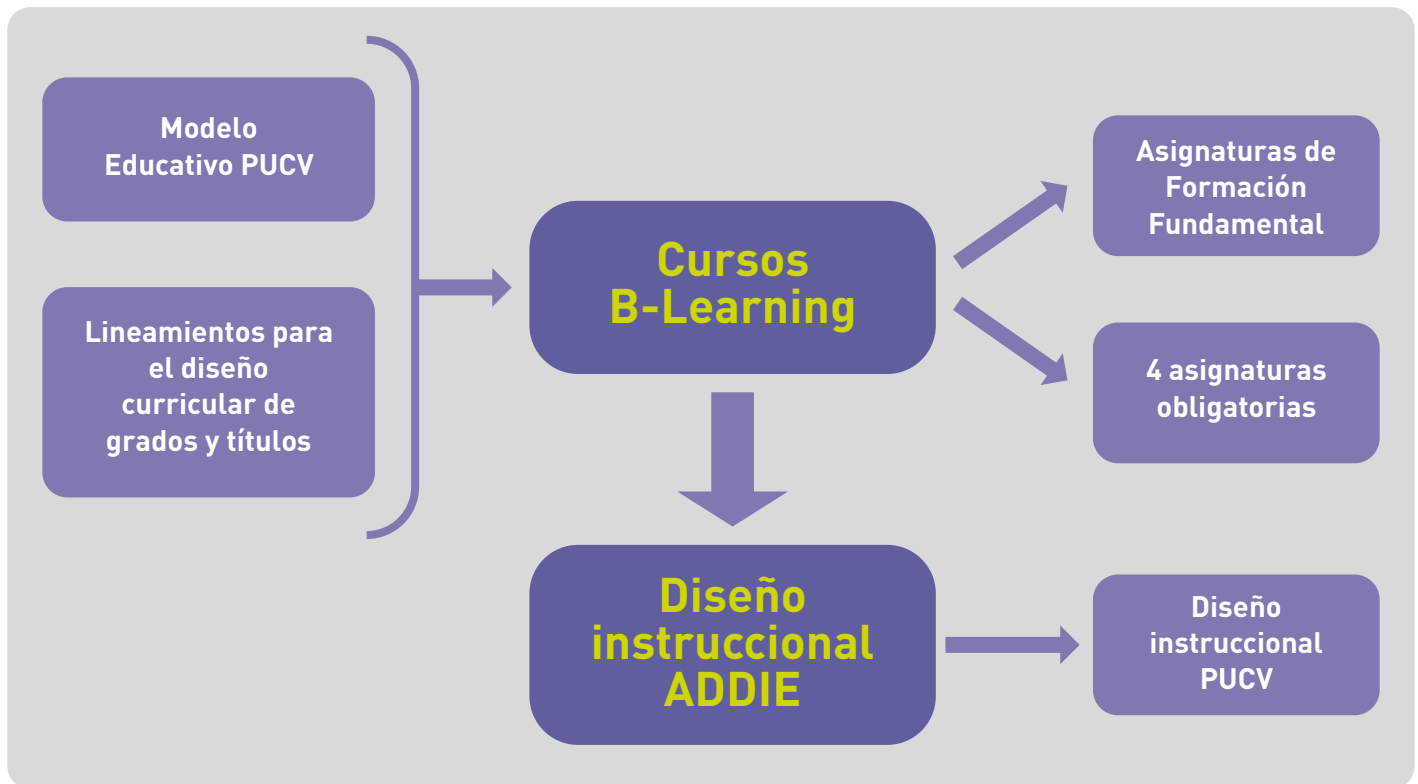 Modelo
Educativo PUCV
Lineamientos para
el diseño
curricular de
grados y títulos
Cursos
B-Learning
Asignaturas de
Formación
Fundamental
4 asignaturas
obligatorias
Diseño
instruccional
ADDIE
Diseño
instruccional
PUCV